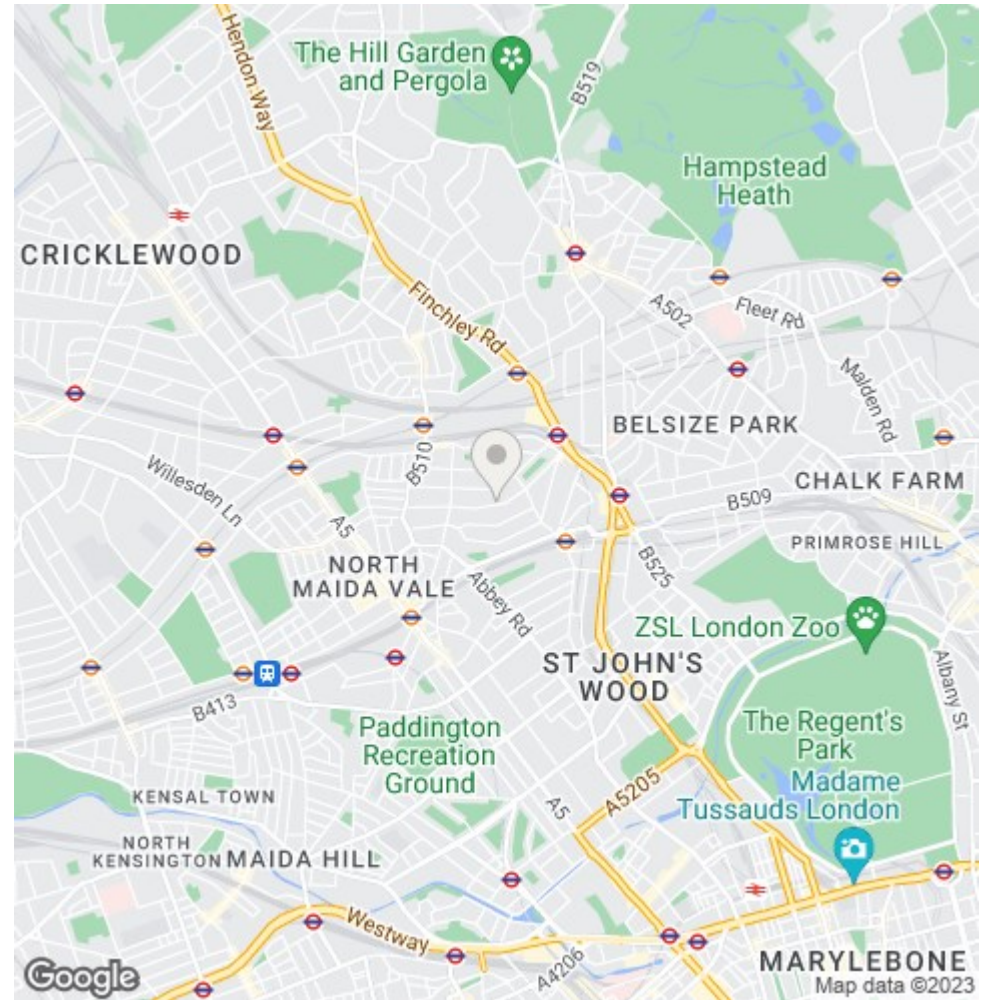 Hendon Way
The Hill Garden
and Pergola
B519
Hampstead
Heath
CRICKLEWOOD
Finchley Rd
A502
Fleet Rd
Malden Rd
BELSIZE PARK
B510
Willesden Ln
A5
CHALK FARM
B509
PRIMROSE HILL
NORTH
MAIDA VALE
Abbey Rd
B525
ZSL London Zoo
ST JOHN'S
WOOD
Albany St
B413
Paddington
Recreation
Ground
The Regent's
Park
Madame
Tussauds London
KENSAL TOWN
A5
A5205
NORTH
KENSINGTON
MAIDA HILL
Westway
A4206
MARYLEBONE
Google
Map data ©2023